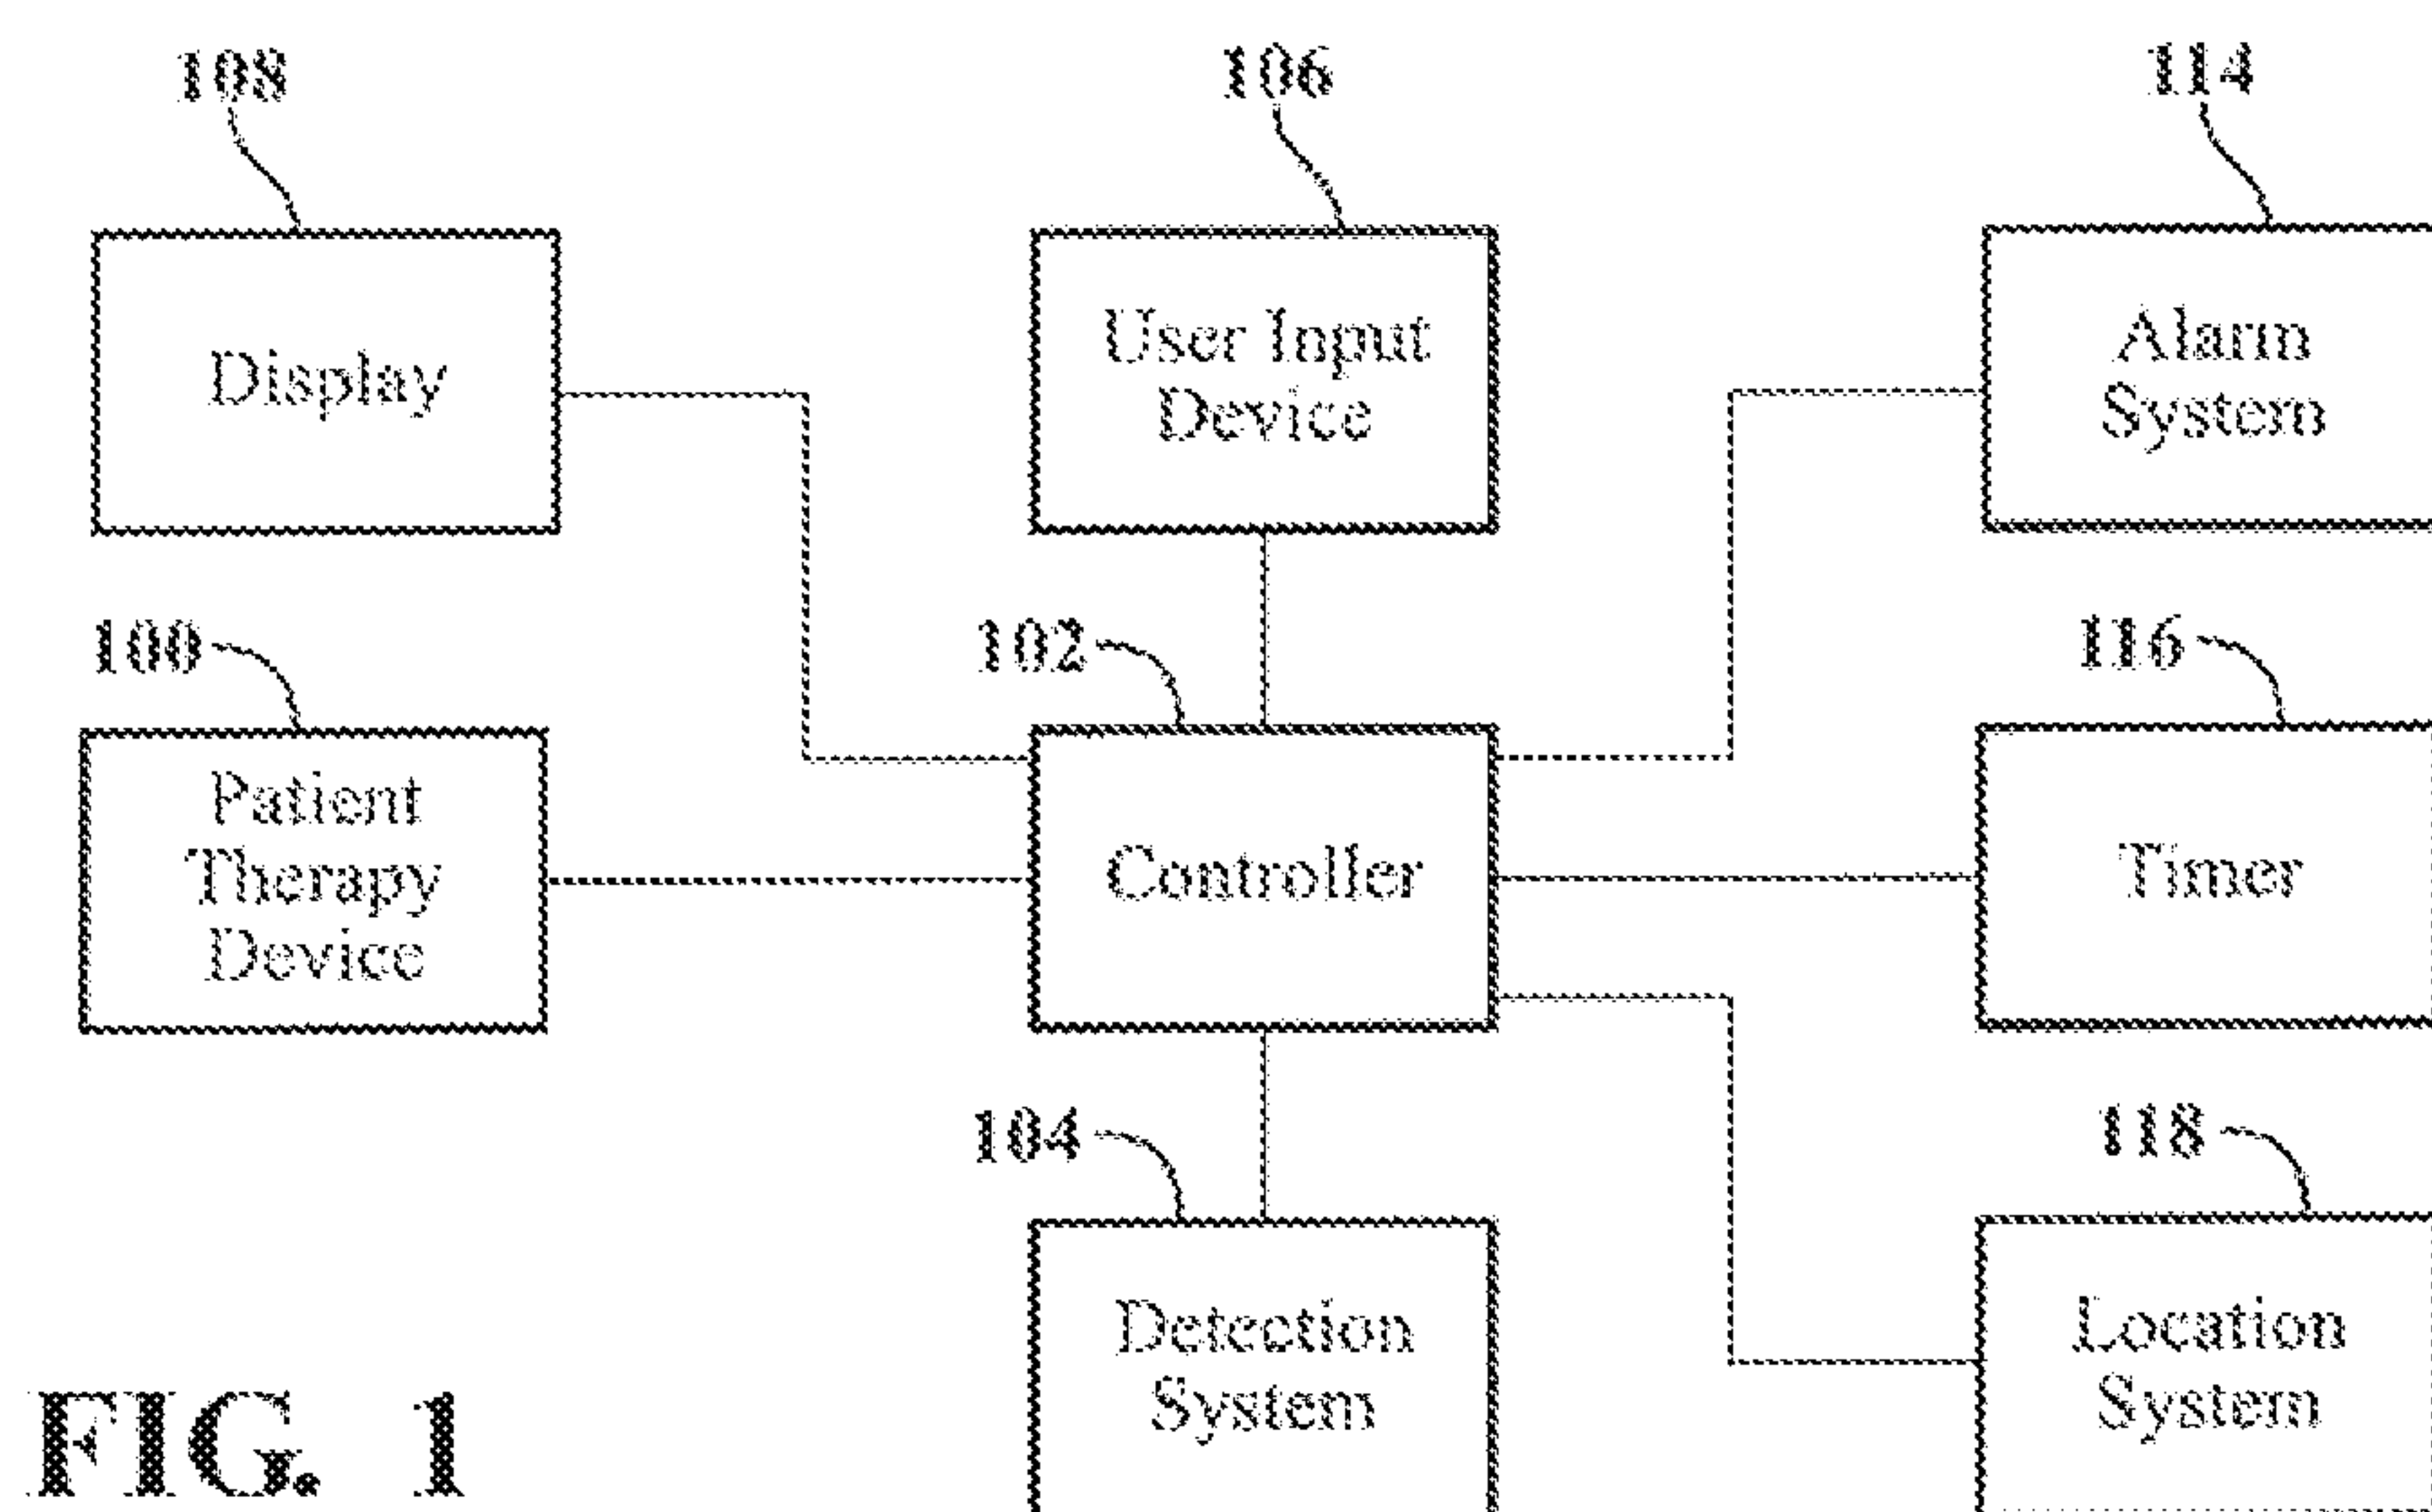 108
106
114
Display
User Input
Device
Alarm
System
100
102
116
Patient
Therapy
Device
Controller
Timer
104
118
Detection
System
Location
System
FIG. 1